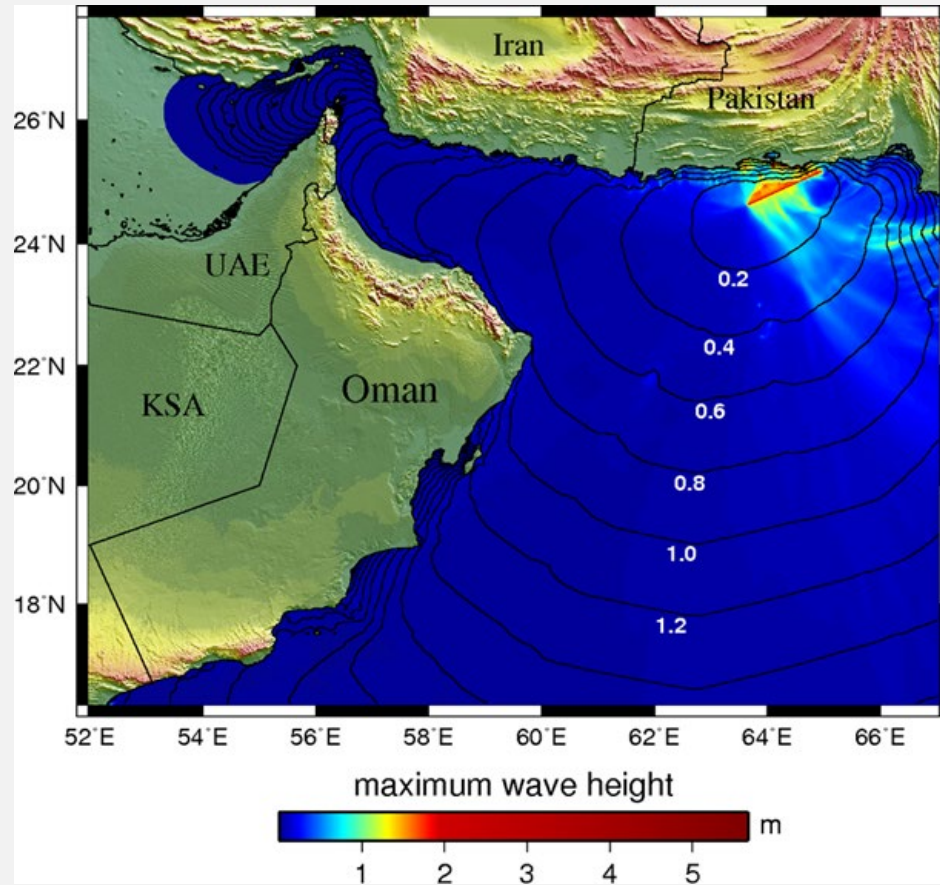 Iran
Pakistan
26°N
24°N
UAE
0.2
0.4
22°N
KSA
Oman
0.6
0.8
20°N
1.0
18°N
1.2
52°E 54°E 56°E 58°E 60°E 62°E 64°E 66°E
maximum wave height
m
1 2 3 4 5